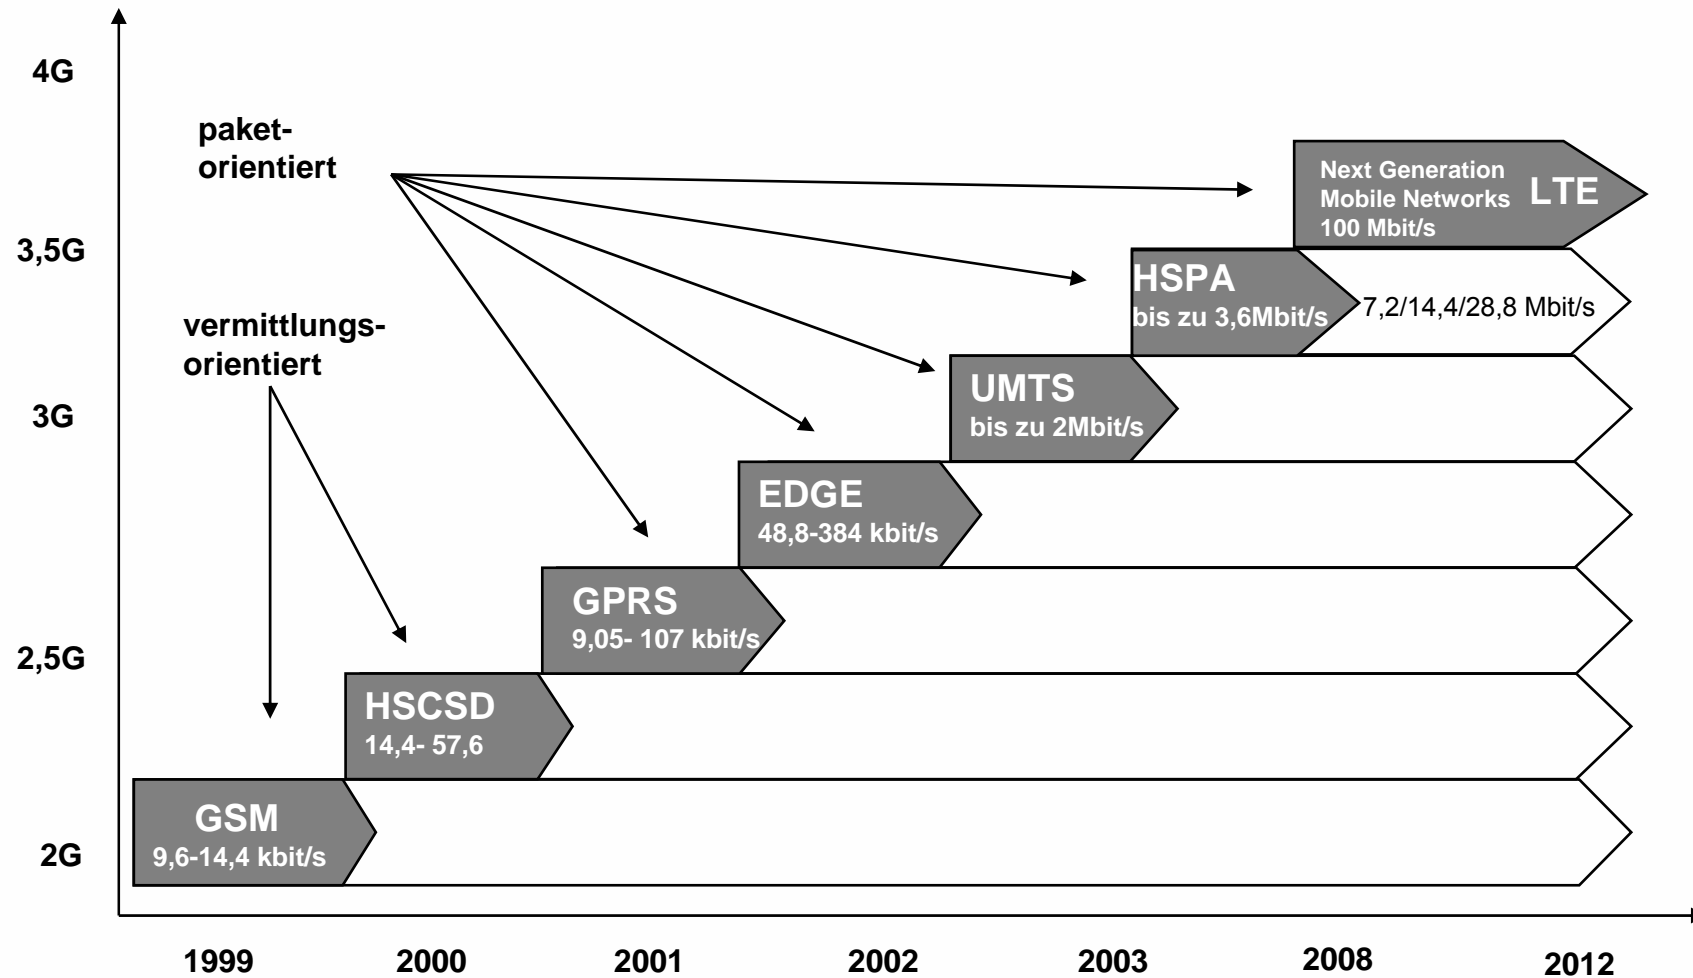 4G
paket-
orientiert
Next Generation
Mobile Networks
100 Mbit/s
LTE
3,5G
HSPA
bis zu 3,6Mbit/s
7,2/14,4/28,8 Mbit/s
vermittlungs-
orientiert
3G
UMTS
bis zu 2Mbit/s
EDGE
48,8-384 kbit/s
GPRS
9,05- 107 kbit/s
2,5G
HSCSD
14,4- 57,6
GSM
9,6-14,4 kbit/s
2G
1999
2000
2001
2002
2003
2008
2012